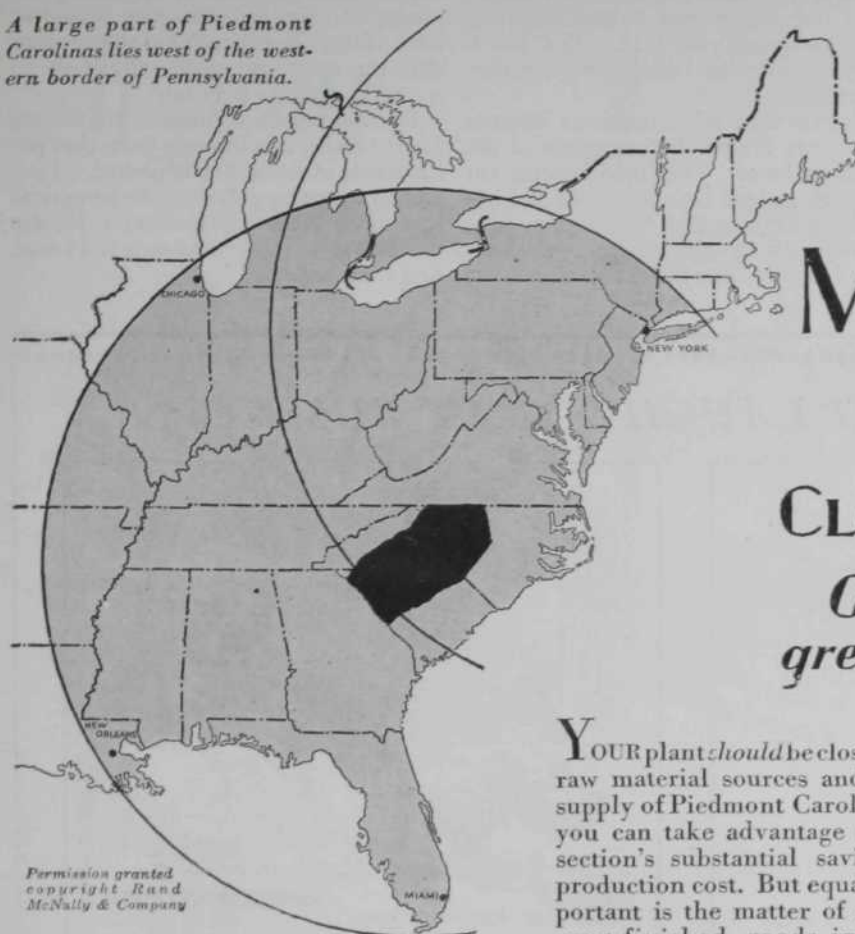 A large part of Piedmont
Carolinas lies west of the west-
ern border of Pennsylvania.
CHICAGO
NEW YORK
NEW
ORLEANS
MIAMI
Permission granted
copyright Rand
McNally & Company
M
CL
gre
YOUR plant should be clos
raw material sources and
supply of Piedmont Carol
you can take advantage
section's substantial savi
production cost. But equa
portant is the matter of